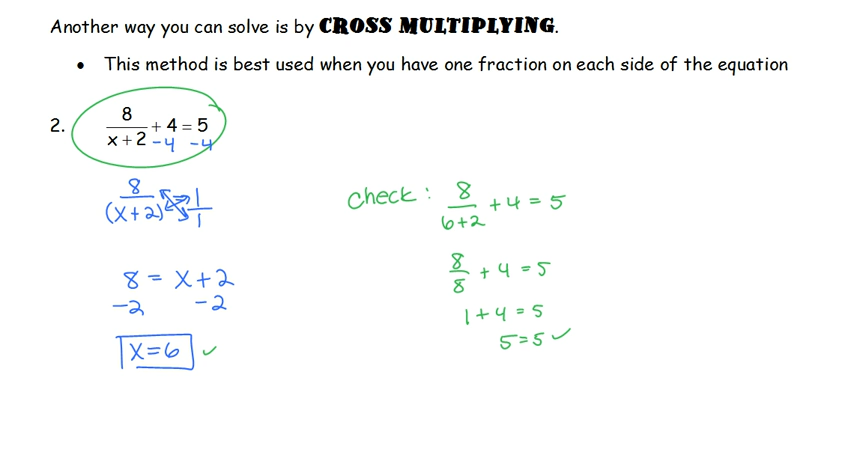 Another way you can solve is by CROSS MULTIPLYING.
• This method is best used when you have one fraction on each side of the equation
2. 8/(x + 2) + 4 = 5
-4 -4
8/(x+2) = 1/1
8 = x+2
-2 -2
x=6 ✓
Check: 8/(6+2) + 4 = 5
8/8 + 4 = 5
1+4=5
5=5 ✓